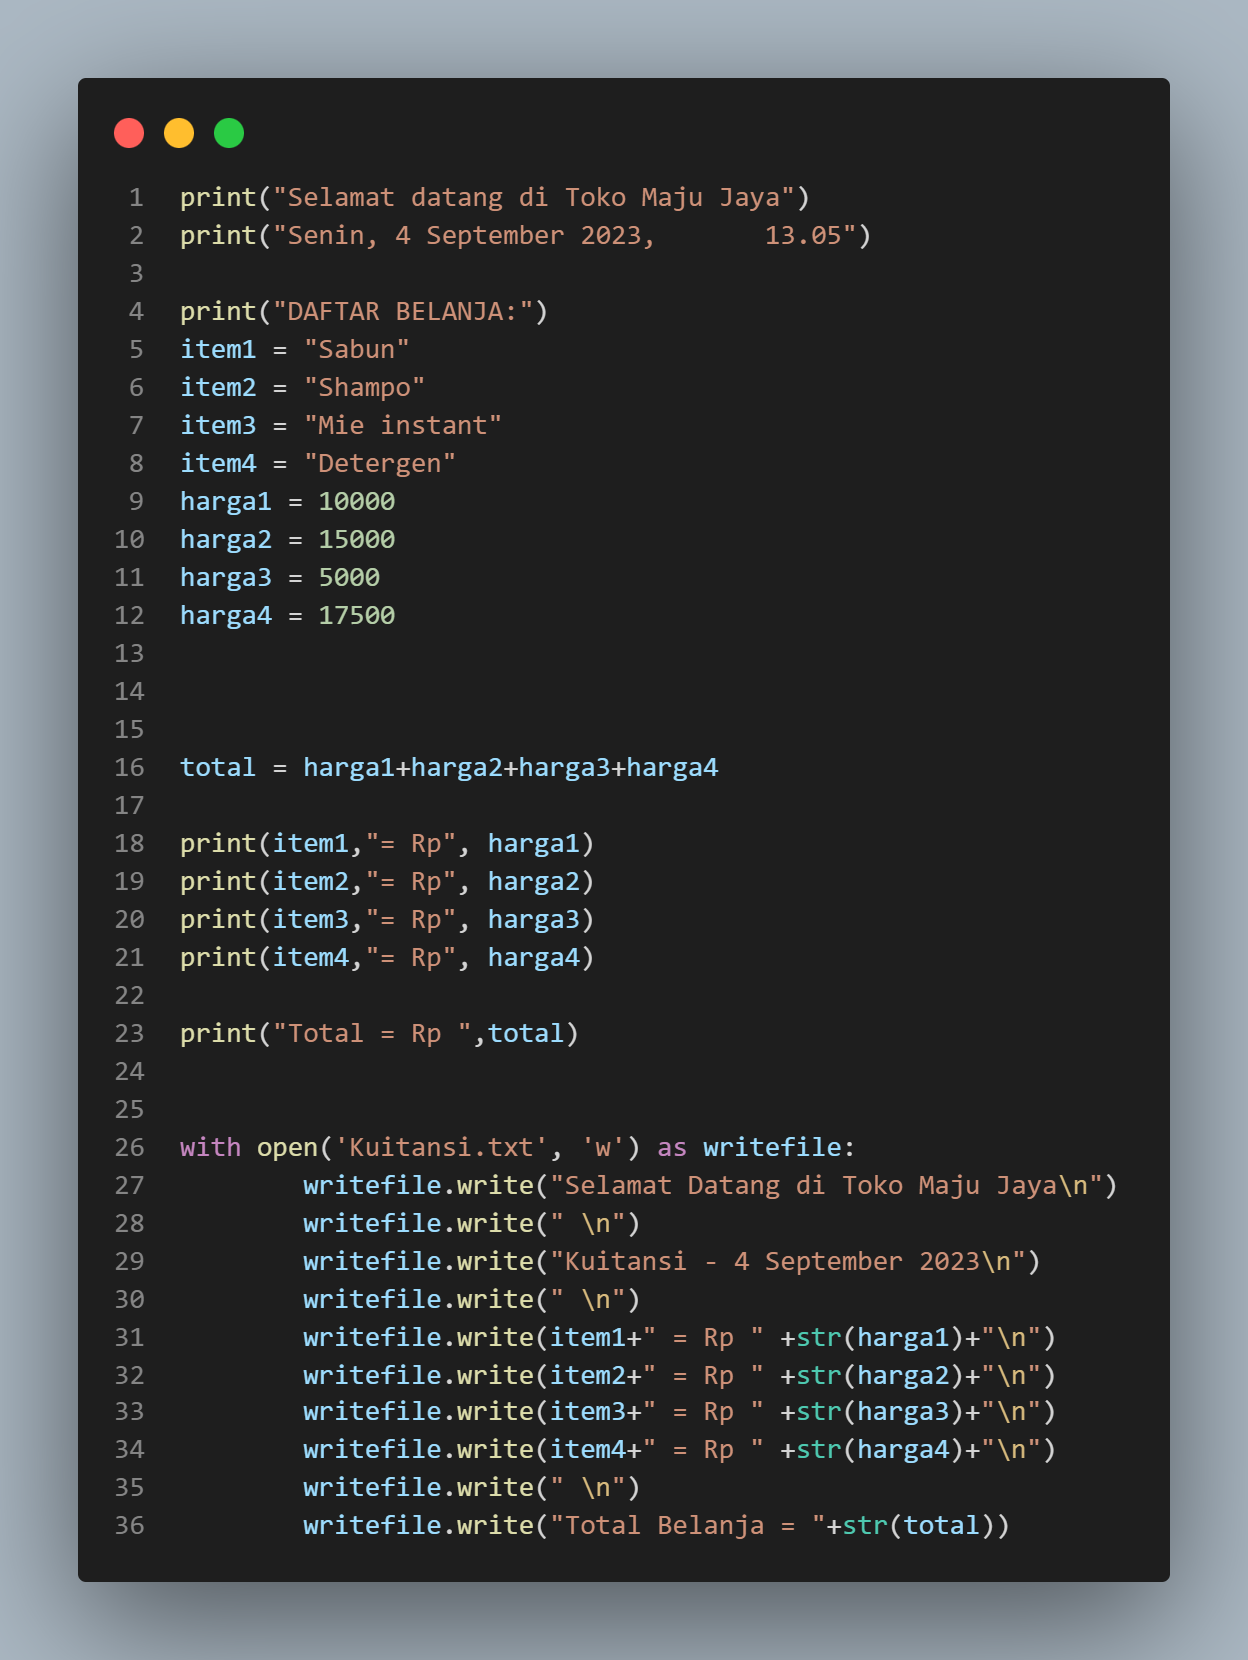 1 print("Selamat datang di Toko Maju Jaya")
2 print("Senin, 4 September 2023,       13.05")
3
4 print("DAFTAR BELANJA:")
5 item1 = "Sabun"
6 item2 = "Shampo"
7 item3 = "Mie instant"
8 item4 = "Detergen"
9 harga1 = 10000
10 harga2 = 15000
11 harga3 = 5000
12 harga4 = 17500
13
14
15
16 total = harga1+harga2+harga3+harga4
17
18 print(item1,"= Rp", harga1)
19 print(item2,"= Rp", harga2)
20 print(item3,"= Rp", harga3)
21 print(item4,"= Rp", harga4)
22
23 print("Total = Rp ",total)
24
25
26 with open('Kuitansi.txt', 'w') as writefile:
27         writefile.write("Selamat Datang di Toko Maju Jaya\n")
28         writefile.write(" \n")
29         writefile.write("Kuitansi - 4 September 2023\n")
30         writefile.write(" \n")
31         writefile.write(item1+" = Rp " +str(harga1)+"\n")
32         writefile.write(item2+" = Rp " +str(harga2)+"\n")
33         writefile.write(item3+" = Rp " +str(harga3)+"\n")
34         writefile.write(item4+" = Rp " +str(harga4)+"\n")
35         writefile.write(" \n")
36         writefile.write("Total Belanja = "+str(total))